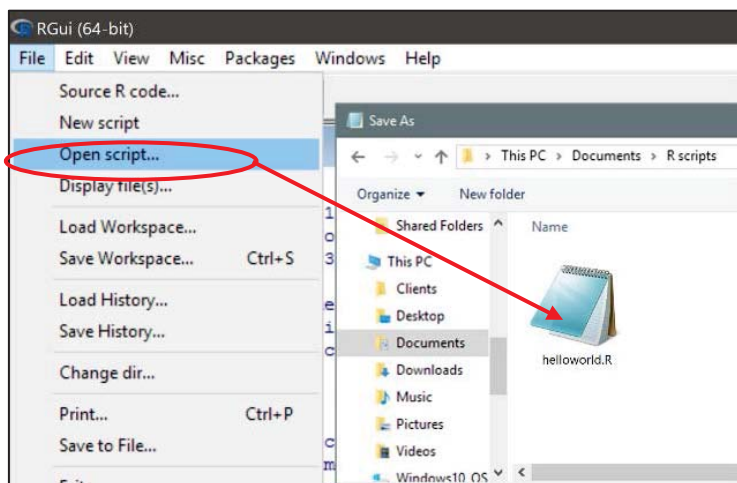 RGui (64-bit)
File Edit View Misc Packages Windows Help
Source R code...
New script
Open script...
Display file(s)...
Load Workspace...
Save Workspace... Ctrl+S
Load History...
Save History...
Change dir...
Print... Ctrl+P
Save to File...
Save As
This PC > Documents > R scripts
Organize New folder
Shared Folders
This PC
Clients
Desktop
Documents
Downloads
Music
Pictures
Videos
Windows10_OS
Name
helloworld.R